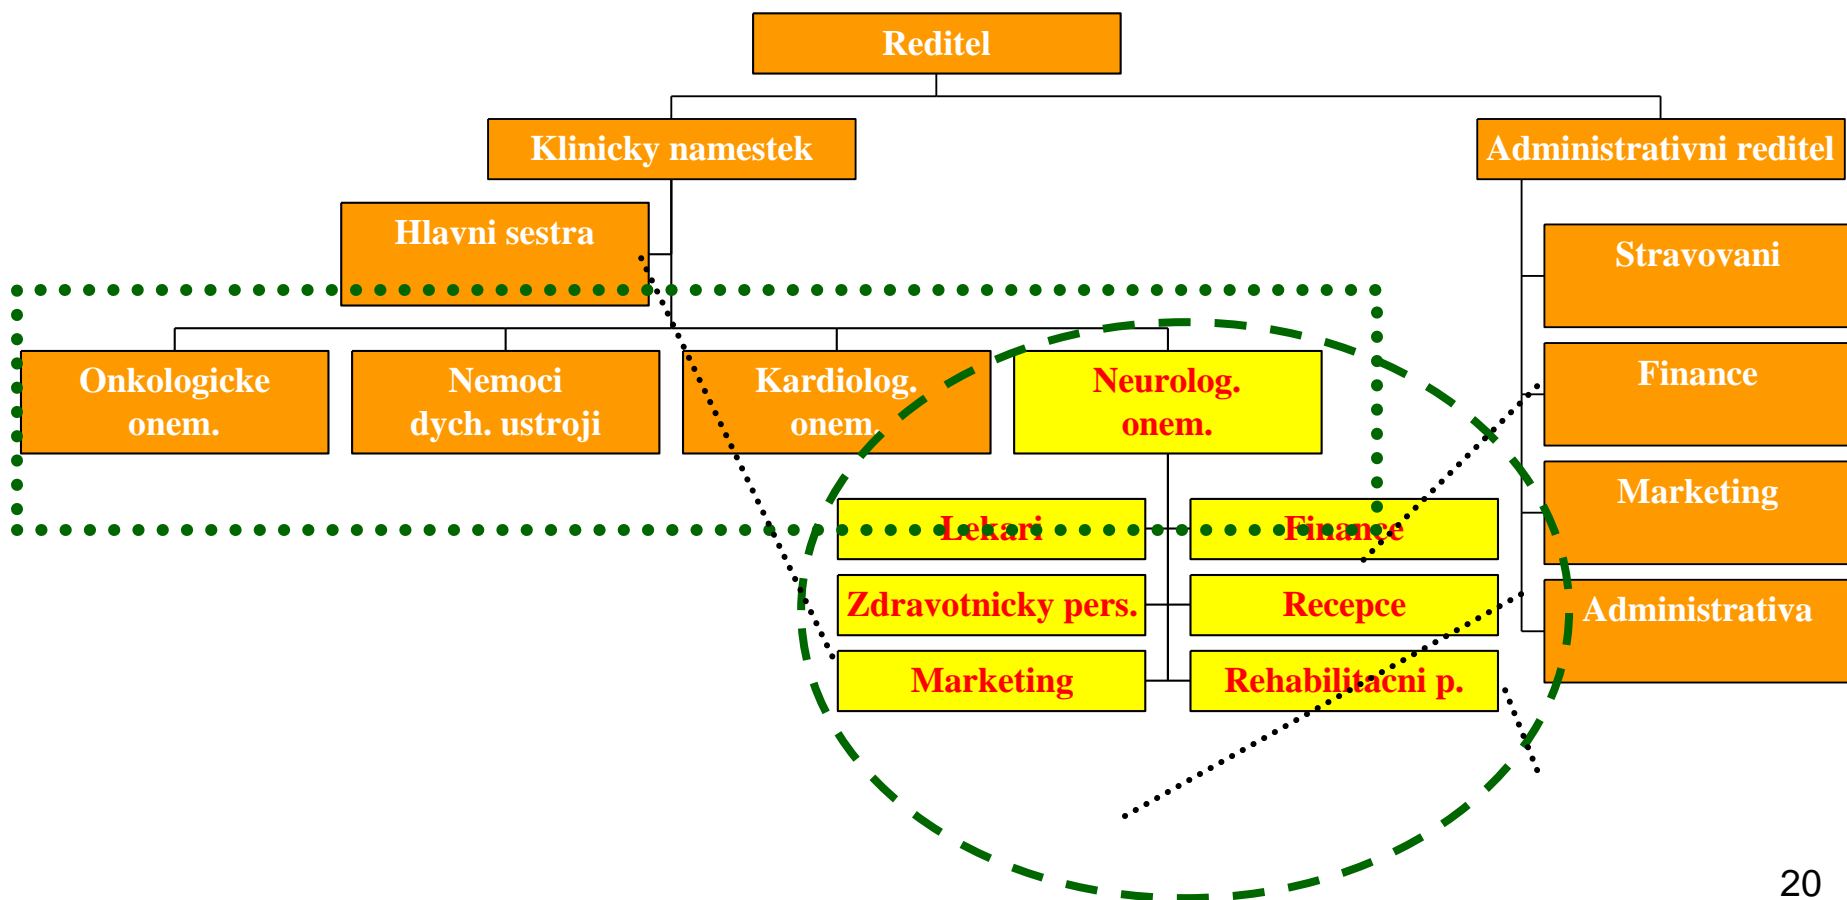 Reditel
Klinicky namestek
Administrativni reditel
Hlavni sestra
Stravovani
Finance
Marketing
Administrativa
Onkologicke
onem.
Nemoci
dych. ustroji
Kardiolog.
onem.
Neurolog.
onem.
Lekari
Finance
Zdravotnicky pers.
Recepce
Marketing
Rehabilitacni p.
20